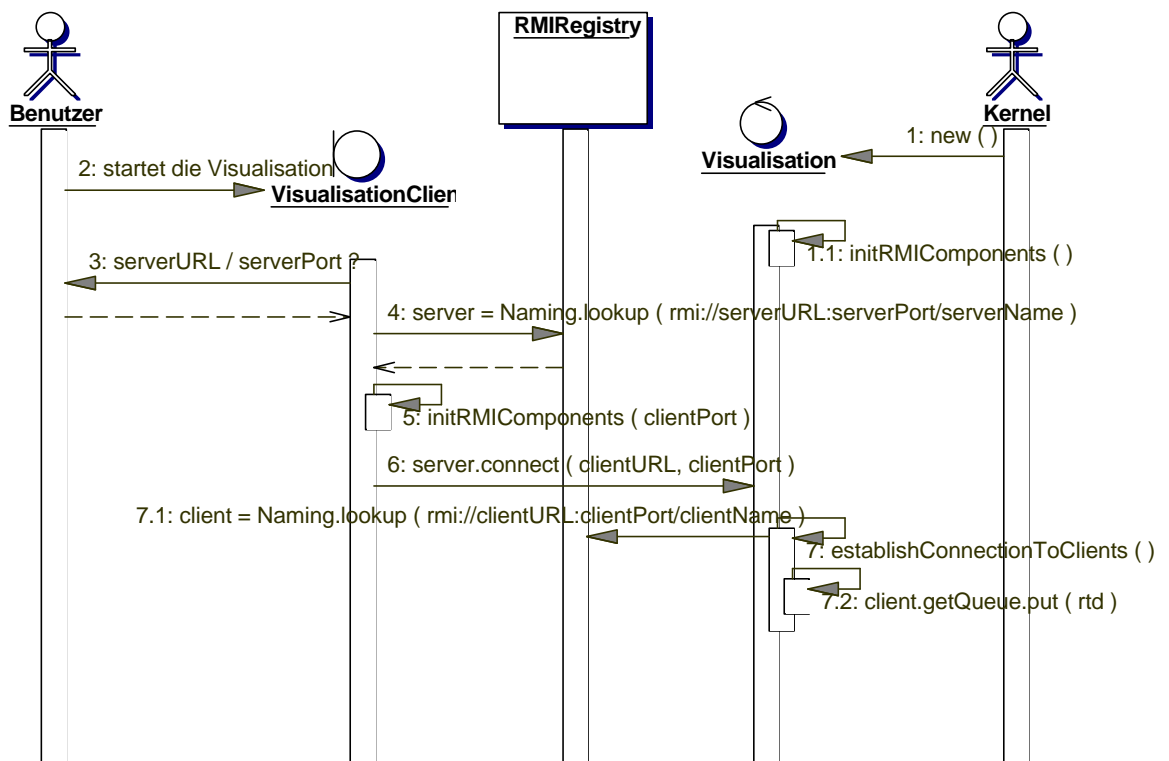 RMIRegistry
Benutzer
Kernel
1: new ( )
Visualisation
2: startet die Visualisation
VisualisationClien
1.1: initRMIComponents ( )
3: serverURL / serverPort ?
4: server = Naming.lookup ( rmi://serverURL:serverPort/serverName )
5: initRMIComponents ( clientPort )
6: server.connect ( clientURL, clientPort )
7.1: client = Naming.lookup ( rmi://clientURL:clientPort/clientName )
7: establishConnectionToClients ( )
7.2: client.getQueue.put ( rtd )